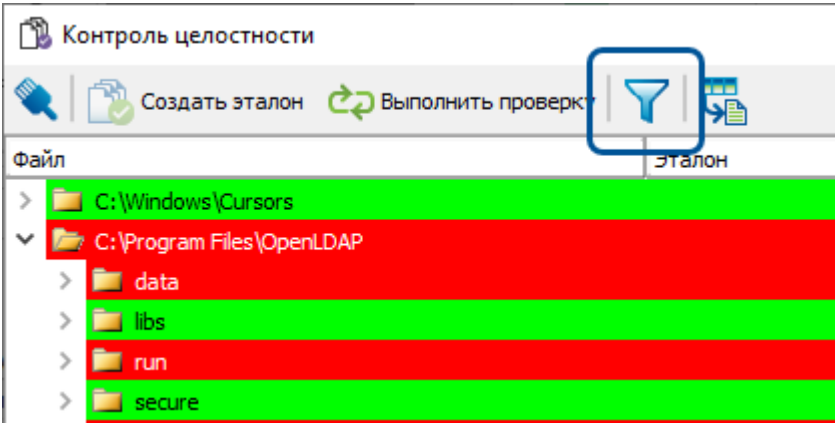 Контроль целостности
Создать эталон Выполнить проверку
Файл Эталон
C:\Windows\Cursors
C:\Program Files\OpenLDAP
data
libs
run
secure